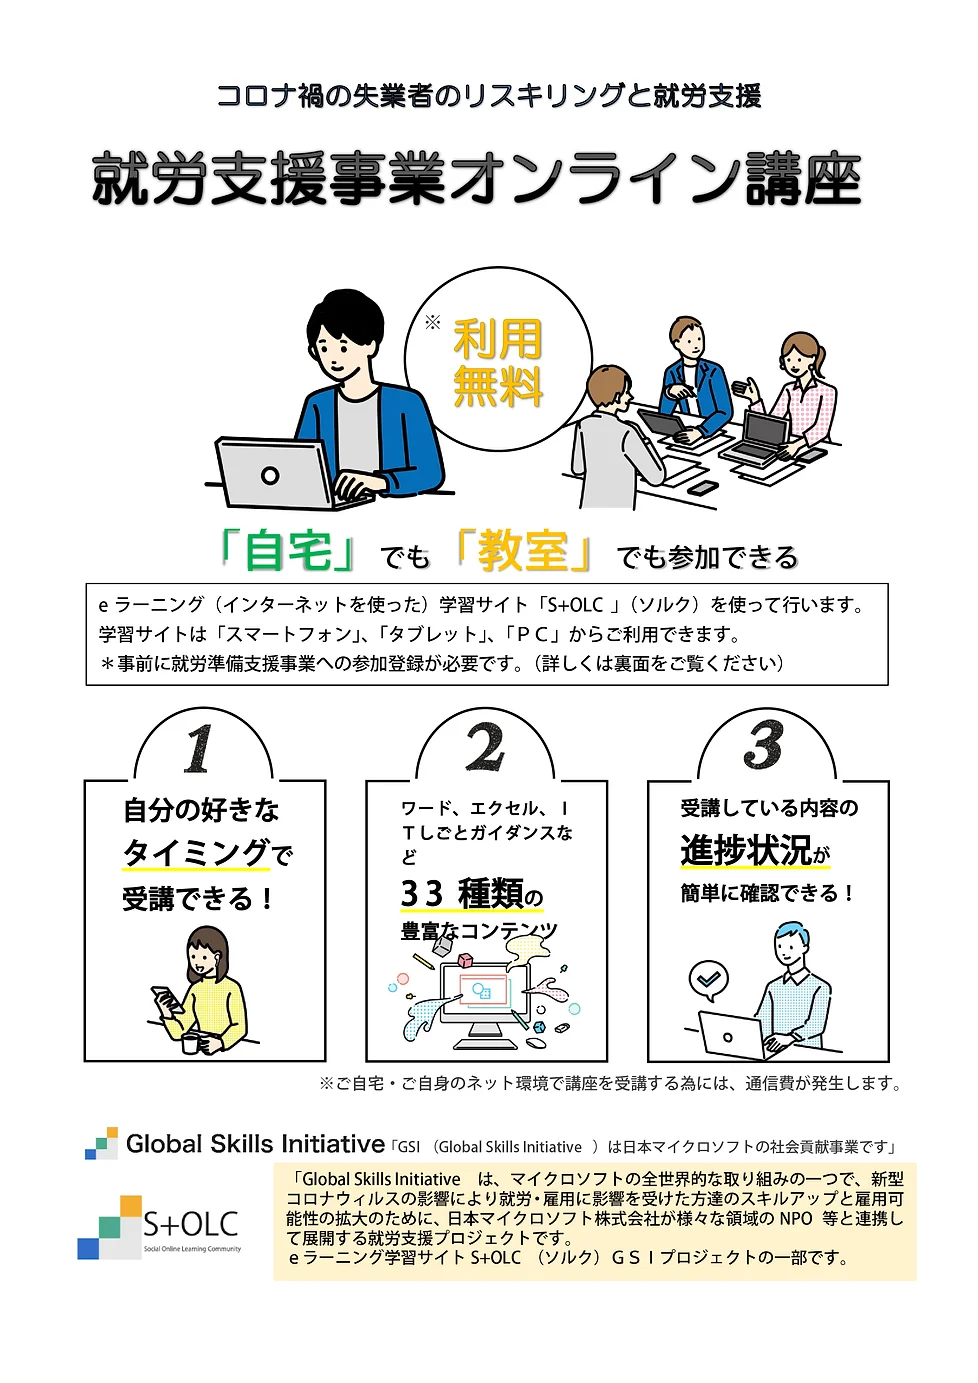 コロナ禍の失業者のリスキリングと就労支援
就労支援事業オンライン講座
※
利用
無料
「自宅」でも「教室」でも参加できる
e ラーニング（インターネットを使った）学習サイト「S+OLC 」（ソルク）を使って行います。
学習サイトは「スマートフォン」、「タブレット」、「ＰＣ」からご利用できます。
＊事前に就労準備支援事業への参加登録が必要です。（詳しくは裏面をご覧ください）
1
自分の好きな
タイミングで
受講できる！
2
ワード、エクセル、Ｉ
Ｔしごとガイダンスな
ど
33 種類の
豊富なコンテンツ
3
受講している内容の
進捗状況が
簡単に確認できる！
※ご自宅・ご自身のネット環境で講座を受講する為には、通信費が発生します。
Global Skills Initiative「GSI （Global Skills Initiative ）は日本マイクロソフトの社会貢献事業です」
S+OLC
Social Online Learning Community
「Global Skills Initiative は、マイクロソフトの全世界的な取り組みの一つで、新型
コロナウィルスの影響により就労・雇用に影響を受けた方達のスキルアップと雇用可
能性の拡大のために、日本マイクロソフト株式会社が様々な領域の NPO 等と連携し
て展開する就労支援プロジェクトです。
e ラーニング学習サイト S+OLC （ソルク）ＧＳＩプロジェクトの一部です。